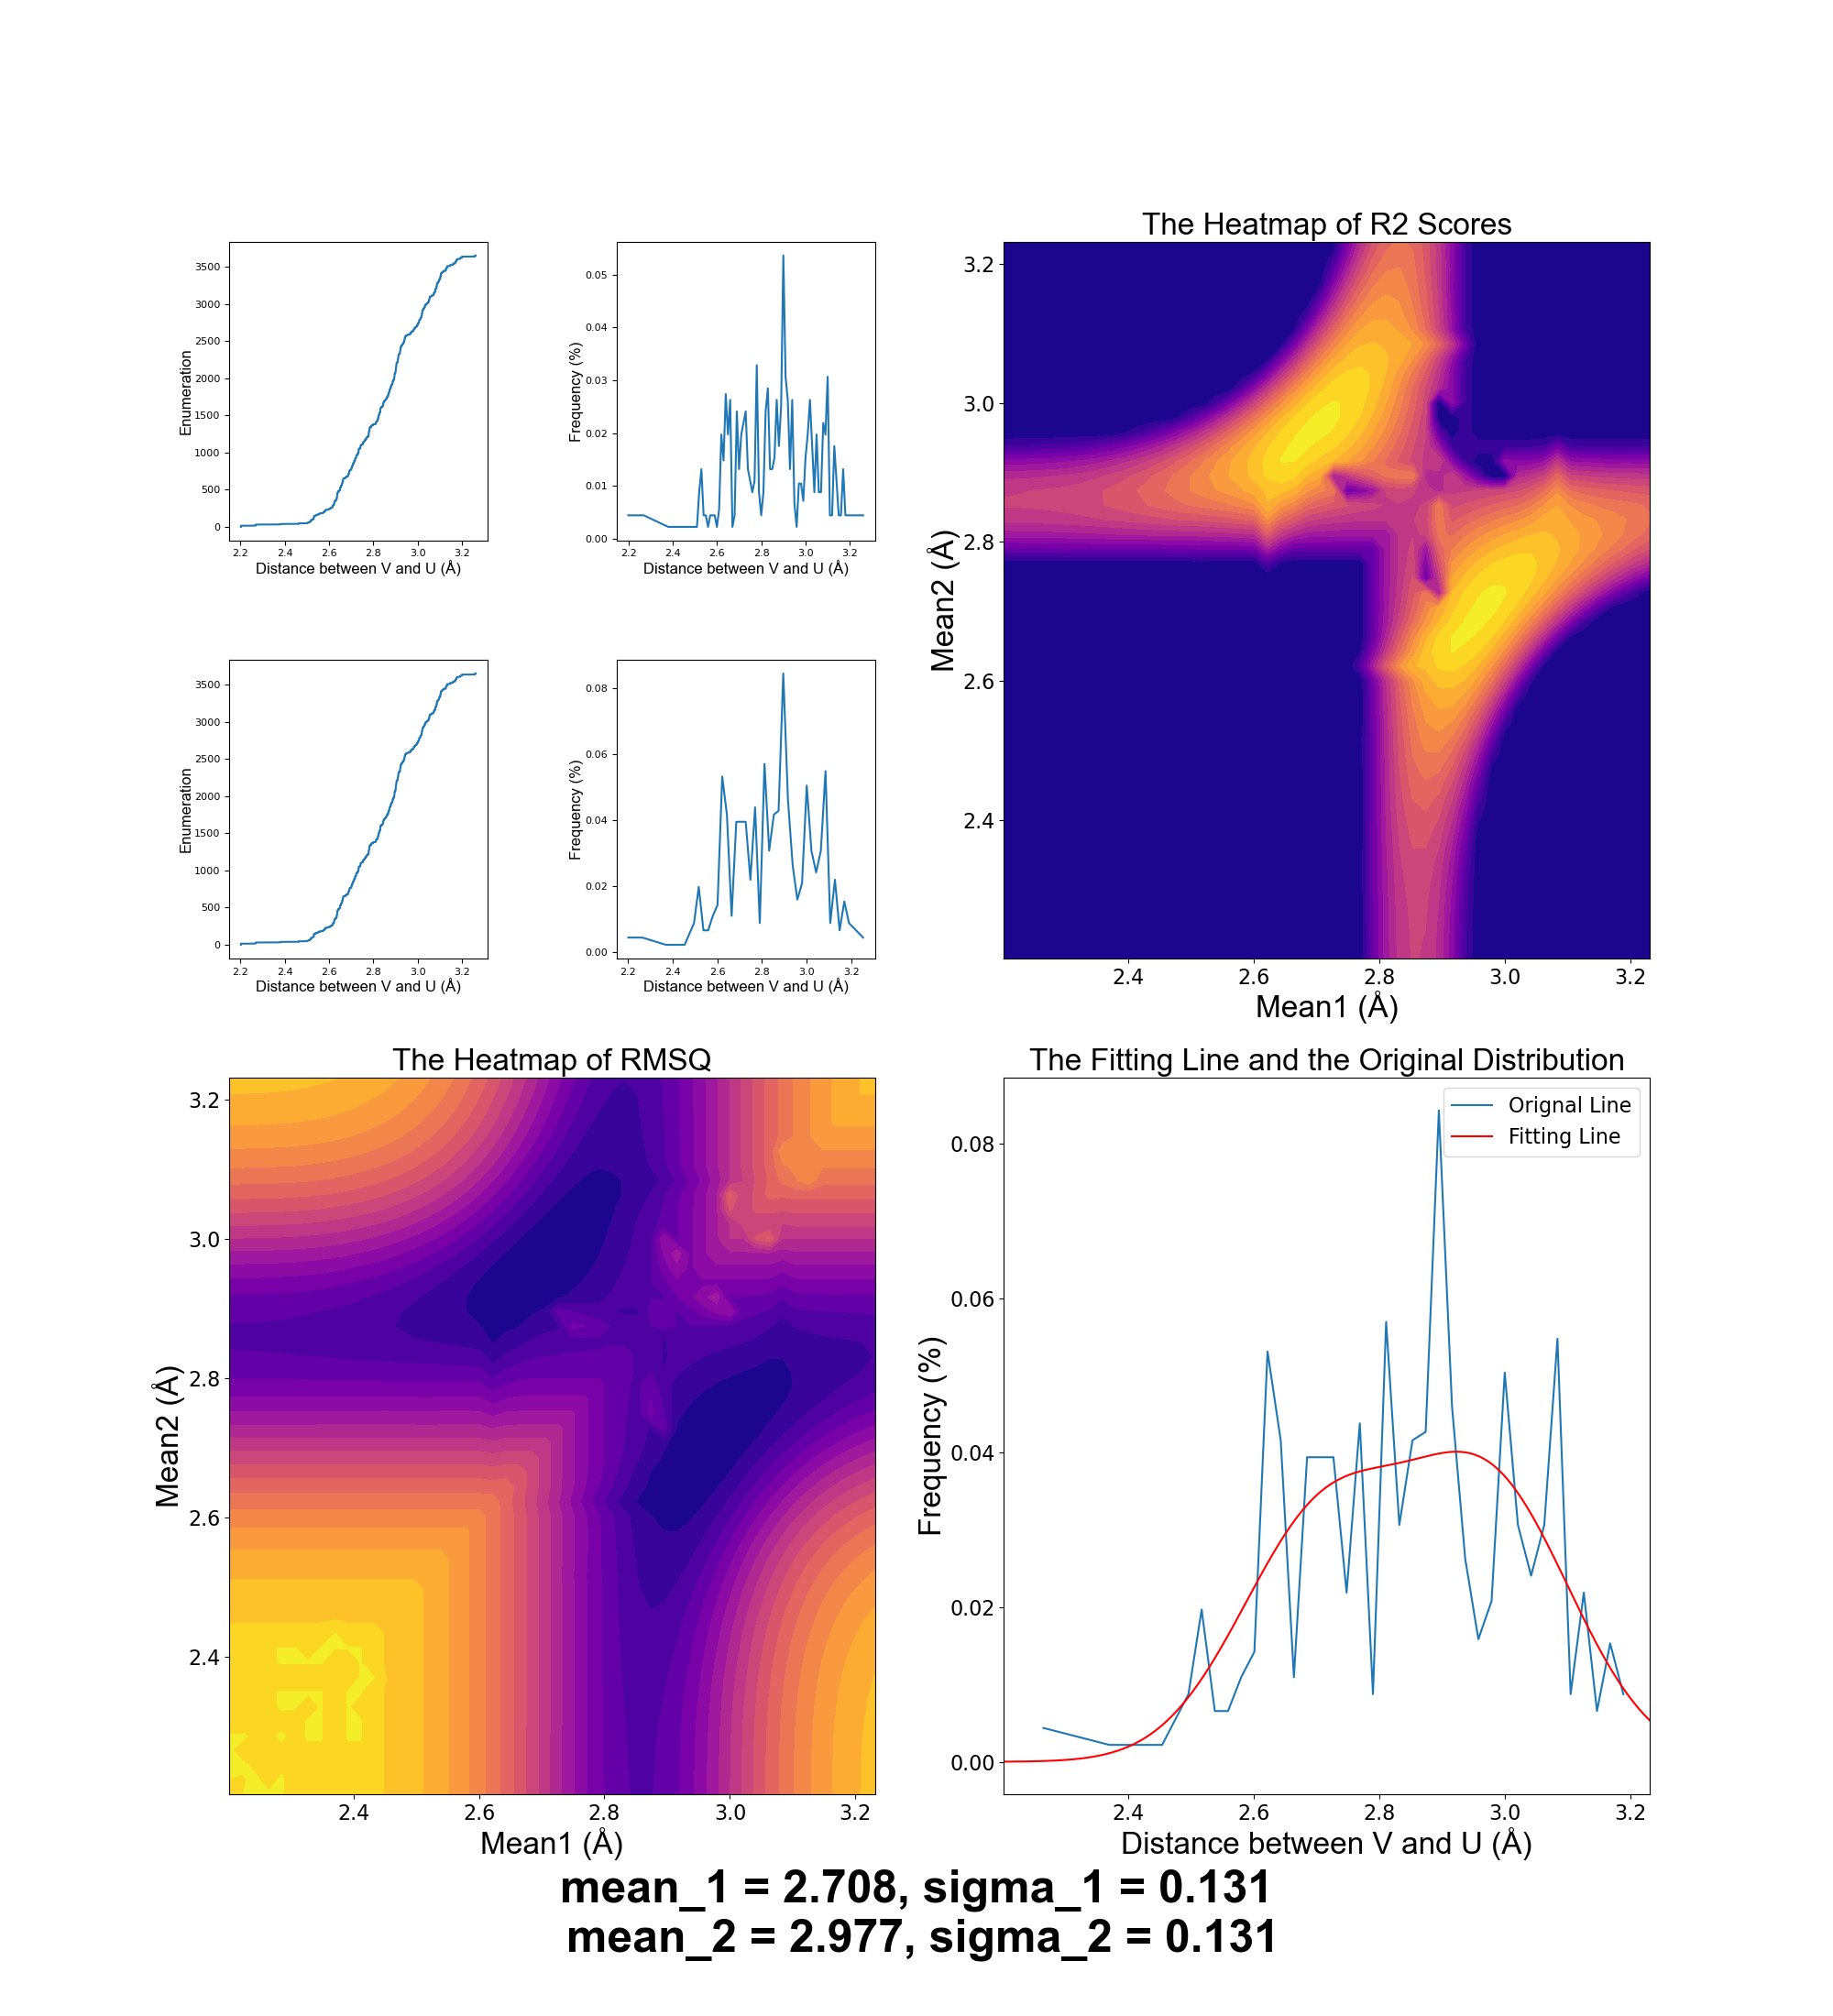 3500
3000
2500
2000
1500
1000
500
0
Enumeration
2.2 2.4 2.6 2.8 3.0 3.2
Distance between V and U (Å)
0.05
0.04
0.03
0.02
0.01
0.00
Frequency (%)
2.2 2.4 2.6 2.8 3.0 3.2
Distance between V and U (Å)
The Heatmap of R2 Scores
3.2
3.0
2.8
2.6
2.4
Mean2 (Å)
2.4 2.6 2.8 3.0 3.2
Mean1 (Å)
3500
3000
2500
2000
1500
1000
500
0
Enumeration
2.2 2.4 2.6 2.8 3.0 3.2
Distance between V and U (Å)
0.08
0.06
0.04
0.02
0.00
Frequency (%)
2.2 2.4 2.6 2.8 3.0 3.2
Distance between V and U (Å)
The Heatmap of RMSQ
3.2
3.0
2.8
2.6
2.4
Mean2 (Å)
2.4 2.6 2.8 3.0 3.2
Mean1 (Å)
The Fitting Line and the Original Distribution
Orignal Line
Fitting Line
0.08
0.06
0.04
0.02
0.00
Frequency (%)
2.4 2.6 2.8 3.0 3.2
Distance between V and U (Å)
mean_1 = 2.708, sigma_1 = 0.131
mean_2 = 2.977, sigma_2 = 0.131